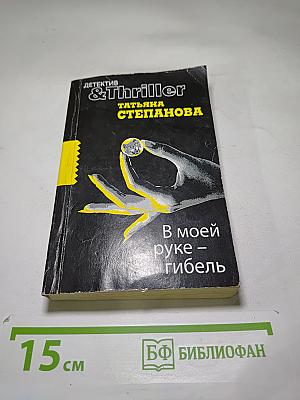 ДЕТЕКТИВ
&Thriller
ТАТЬЯНА
СТЕПАНОВА
В моей
руке –
гибель
15 см
БФ БИБЛИОФАН